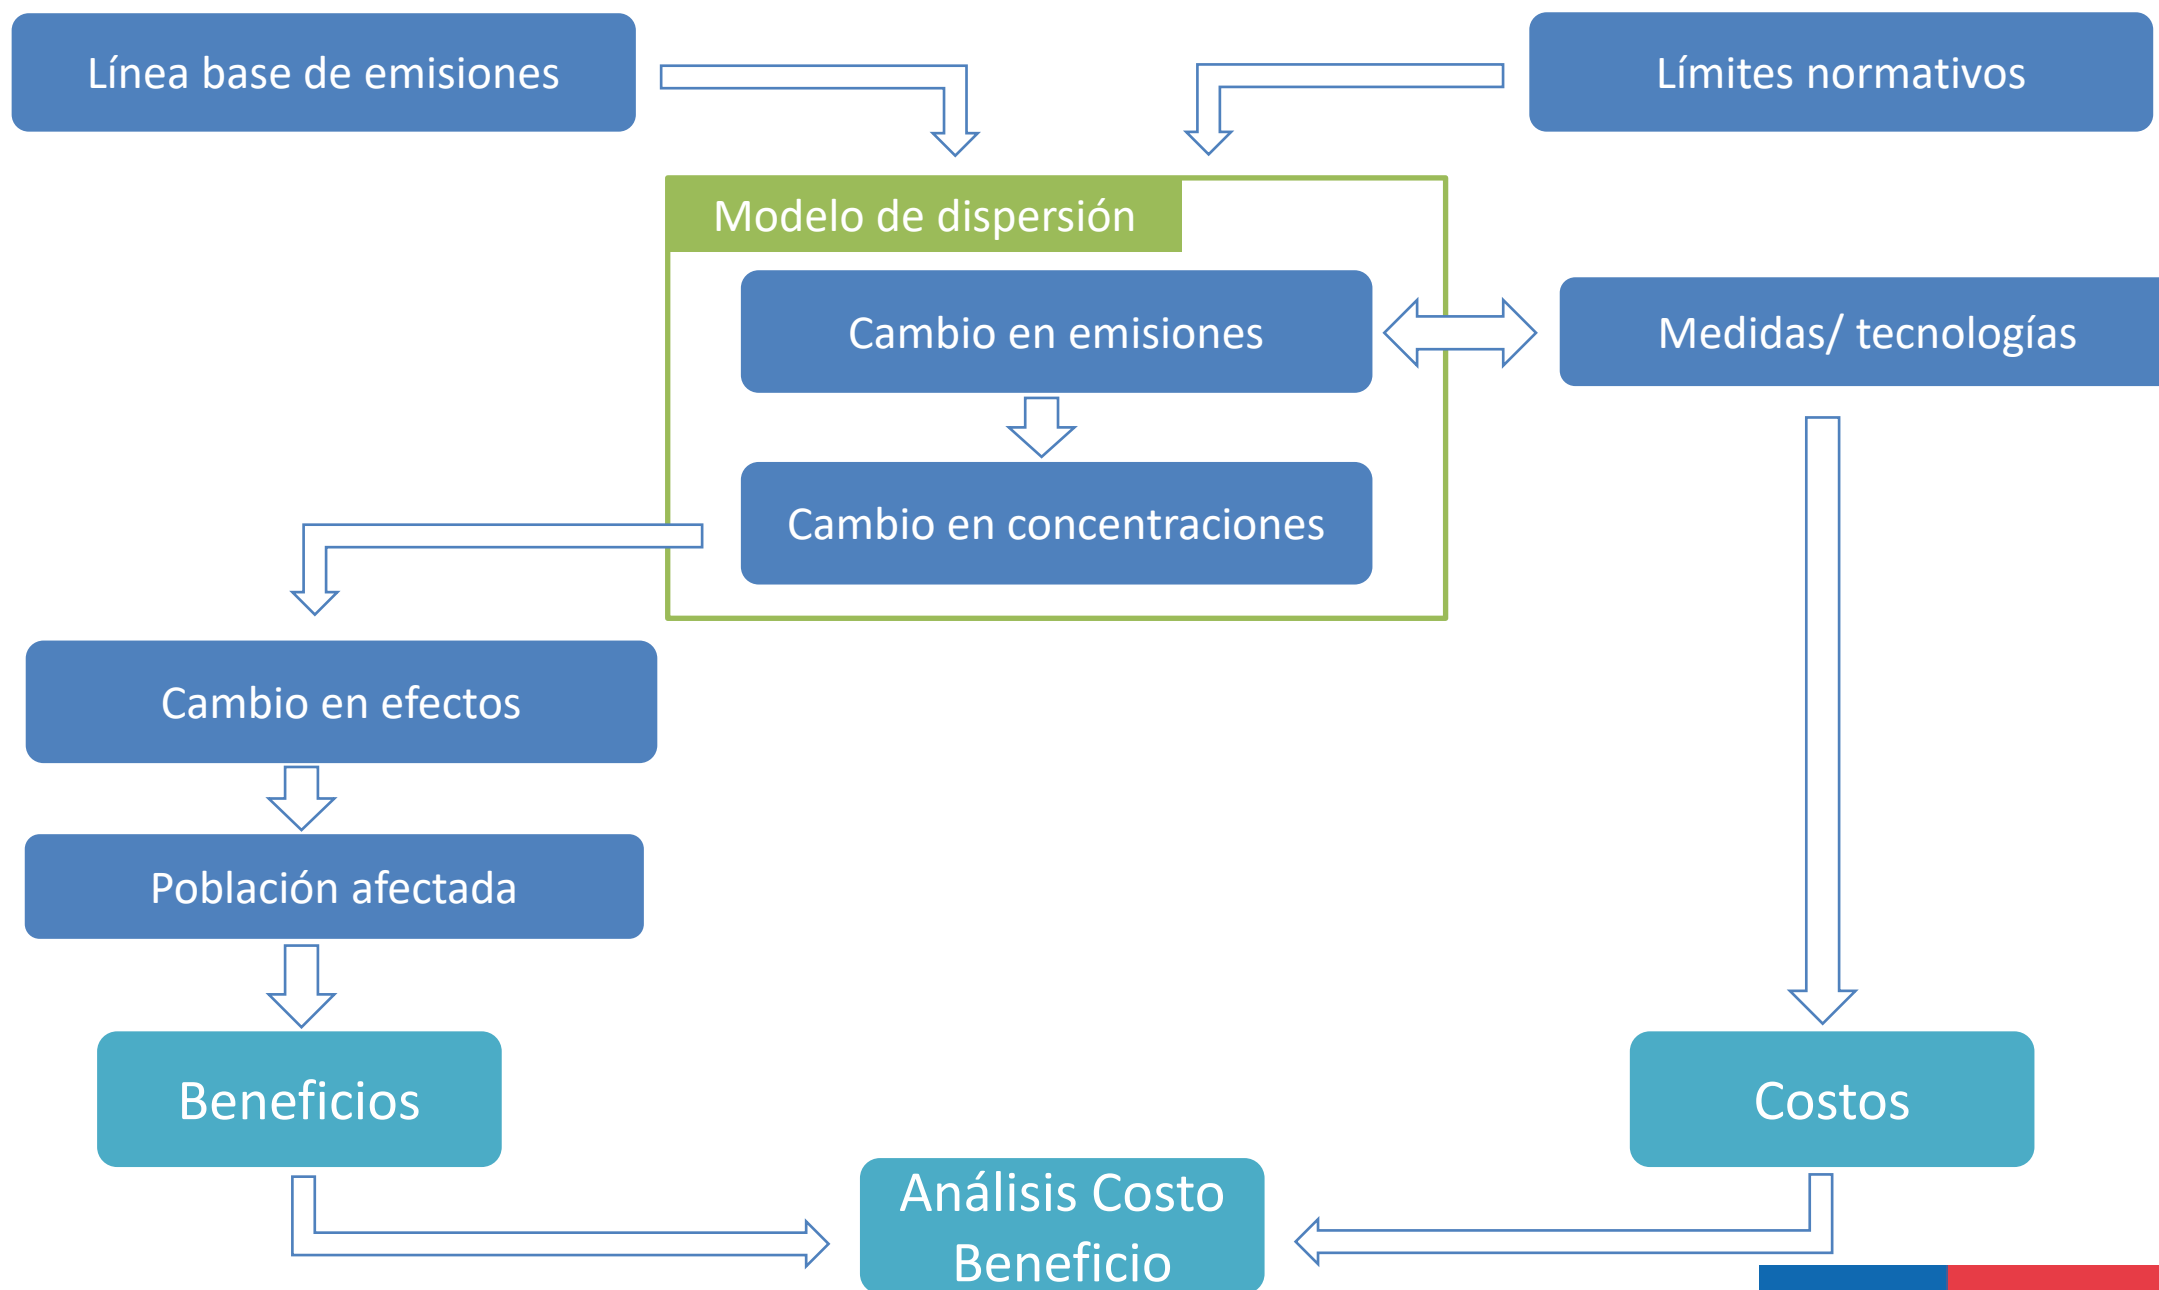 Línea base de emisiones
Límites normativos
Modelo de dispersión
Cambio en emisiones
Medidas/ tecnologías
Cambio en concentraciones
Cambio en efectos
Población afectada
Beneficios
Costos
Análisis Costo
Beneficio